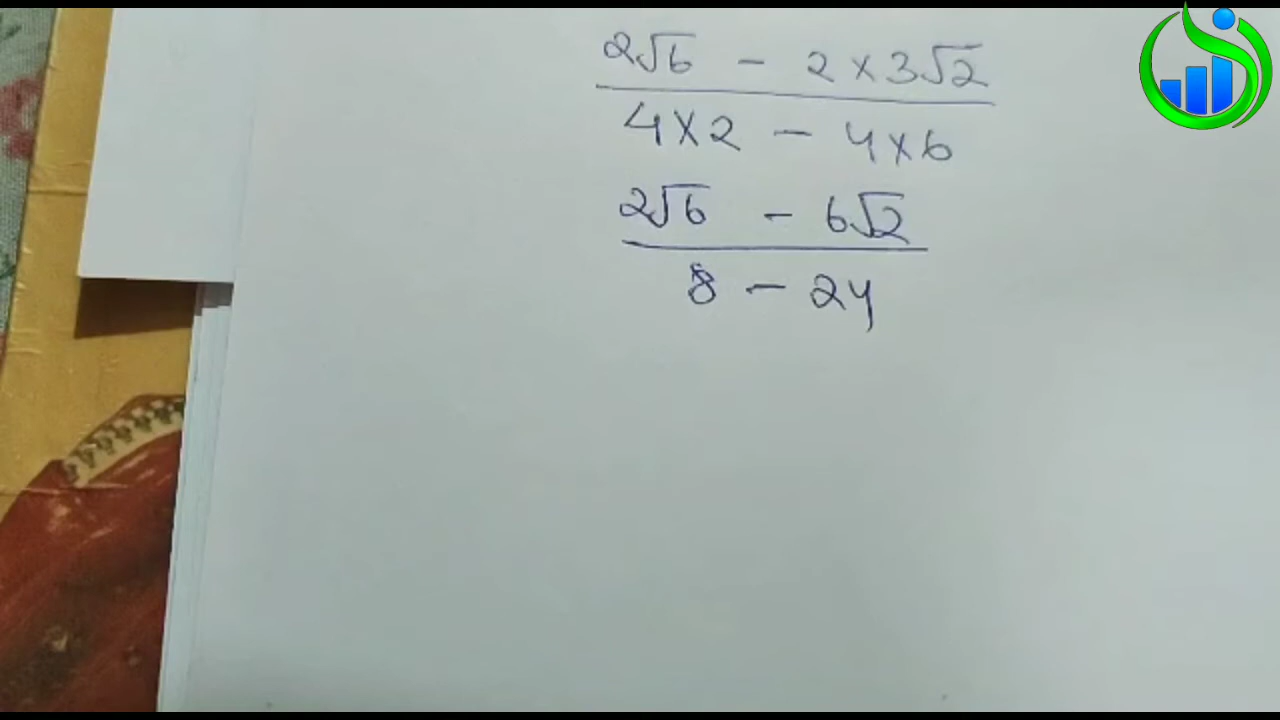 2√6 - 2×3√2
4×2 - 4×6
2√6 - 6√2
8 - 24